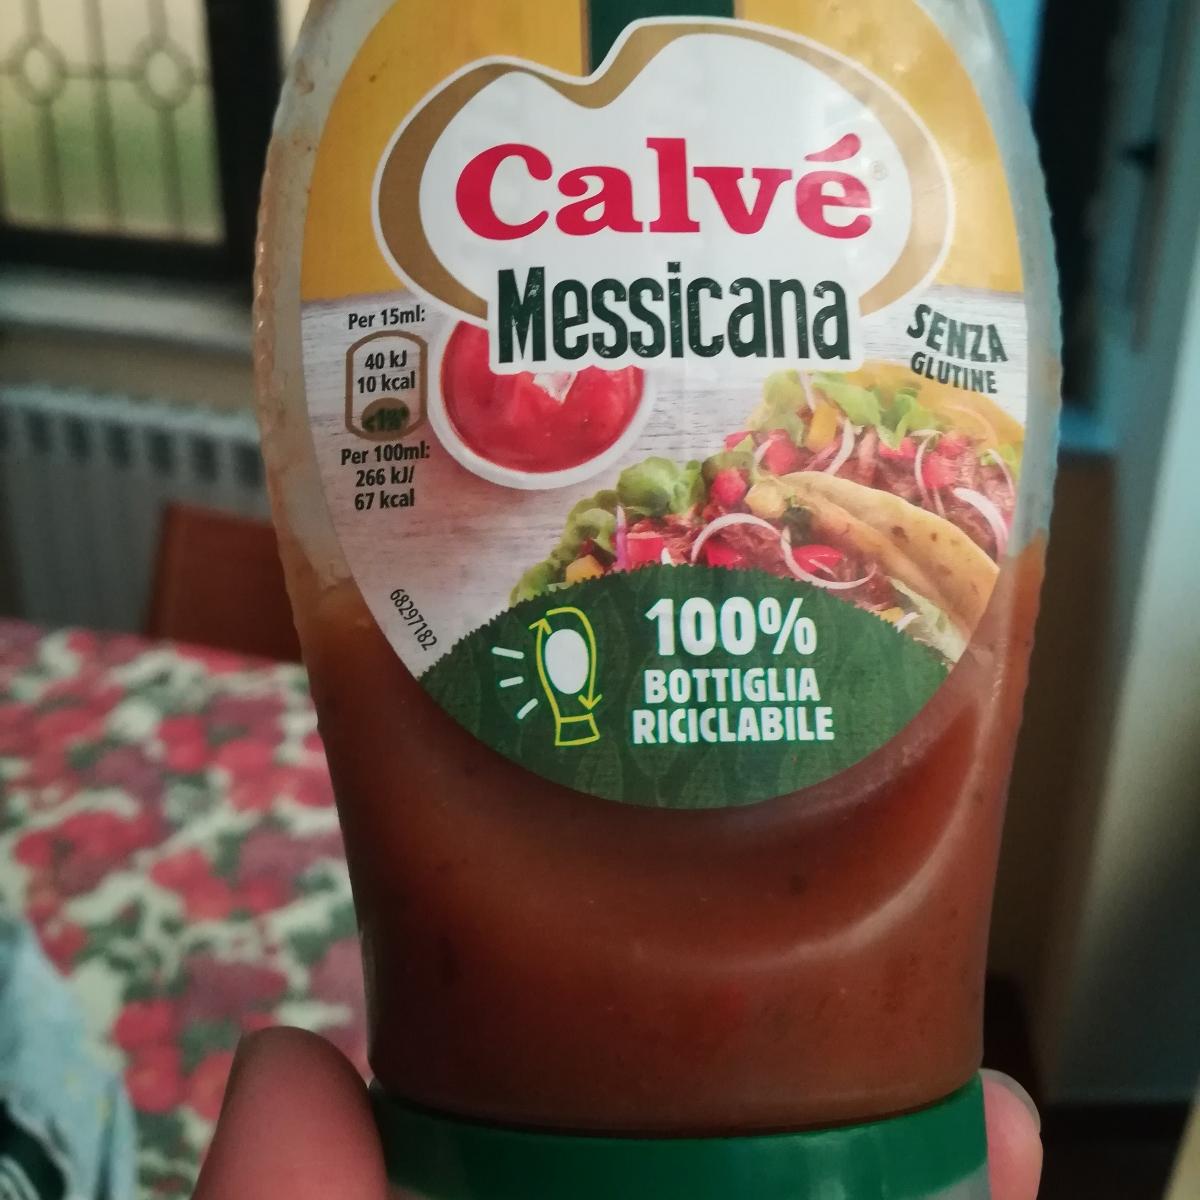 Calvé®
Messicana
SENZA
GLUTINE
Per 15ml:
40 kJ
10 kcal
<1%*
Per 100ml:
266 kJ/
67 kcal
68297182
100%
BOTTIGLIA
RICICLABILE